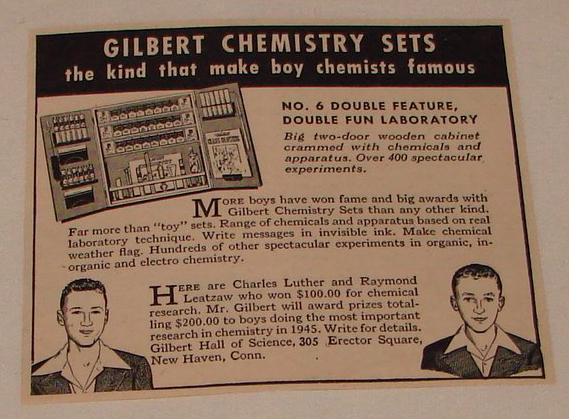 GILBERT CHEMISTRY SETS
the kind that make boy chemists famous
NO. 6 DOUBLE FEATURE,
DOUBLE FUN LABORATORY
Big two-door wooden cabinet
crammed with chemicals and
apparatus. Over 400 spectacular
experiments.
MORE boys have won fame and big awards with
Gilbert Chemistry Sets than any other kind.
Far more than "toy" sets. Range of chemicals and apparatus based on real
laboratory technique. Write messages in invisible ink. Make chemical
weather flag. Hundreds of other spectacular experiments in organic, in-
organic and electro chemistry.
HERE are Charles Luther and Raymond
Leatzaw who won $100.00 for chemical
research. Mr. Gilbert will award prizes total-
ling $200.00 to boys doing the most important
research in chemistry in 1945. Write for details.
Gilbert Hall of Science, 305 Erector Square,
New Haven, Conn.